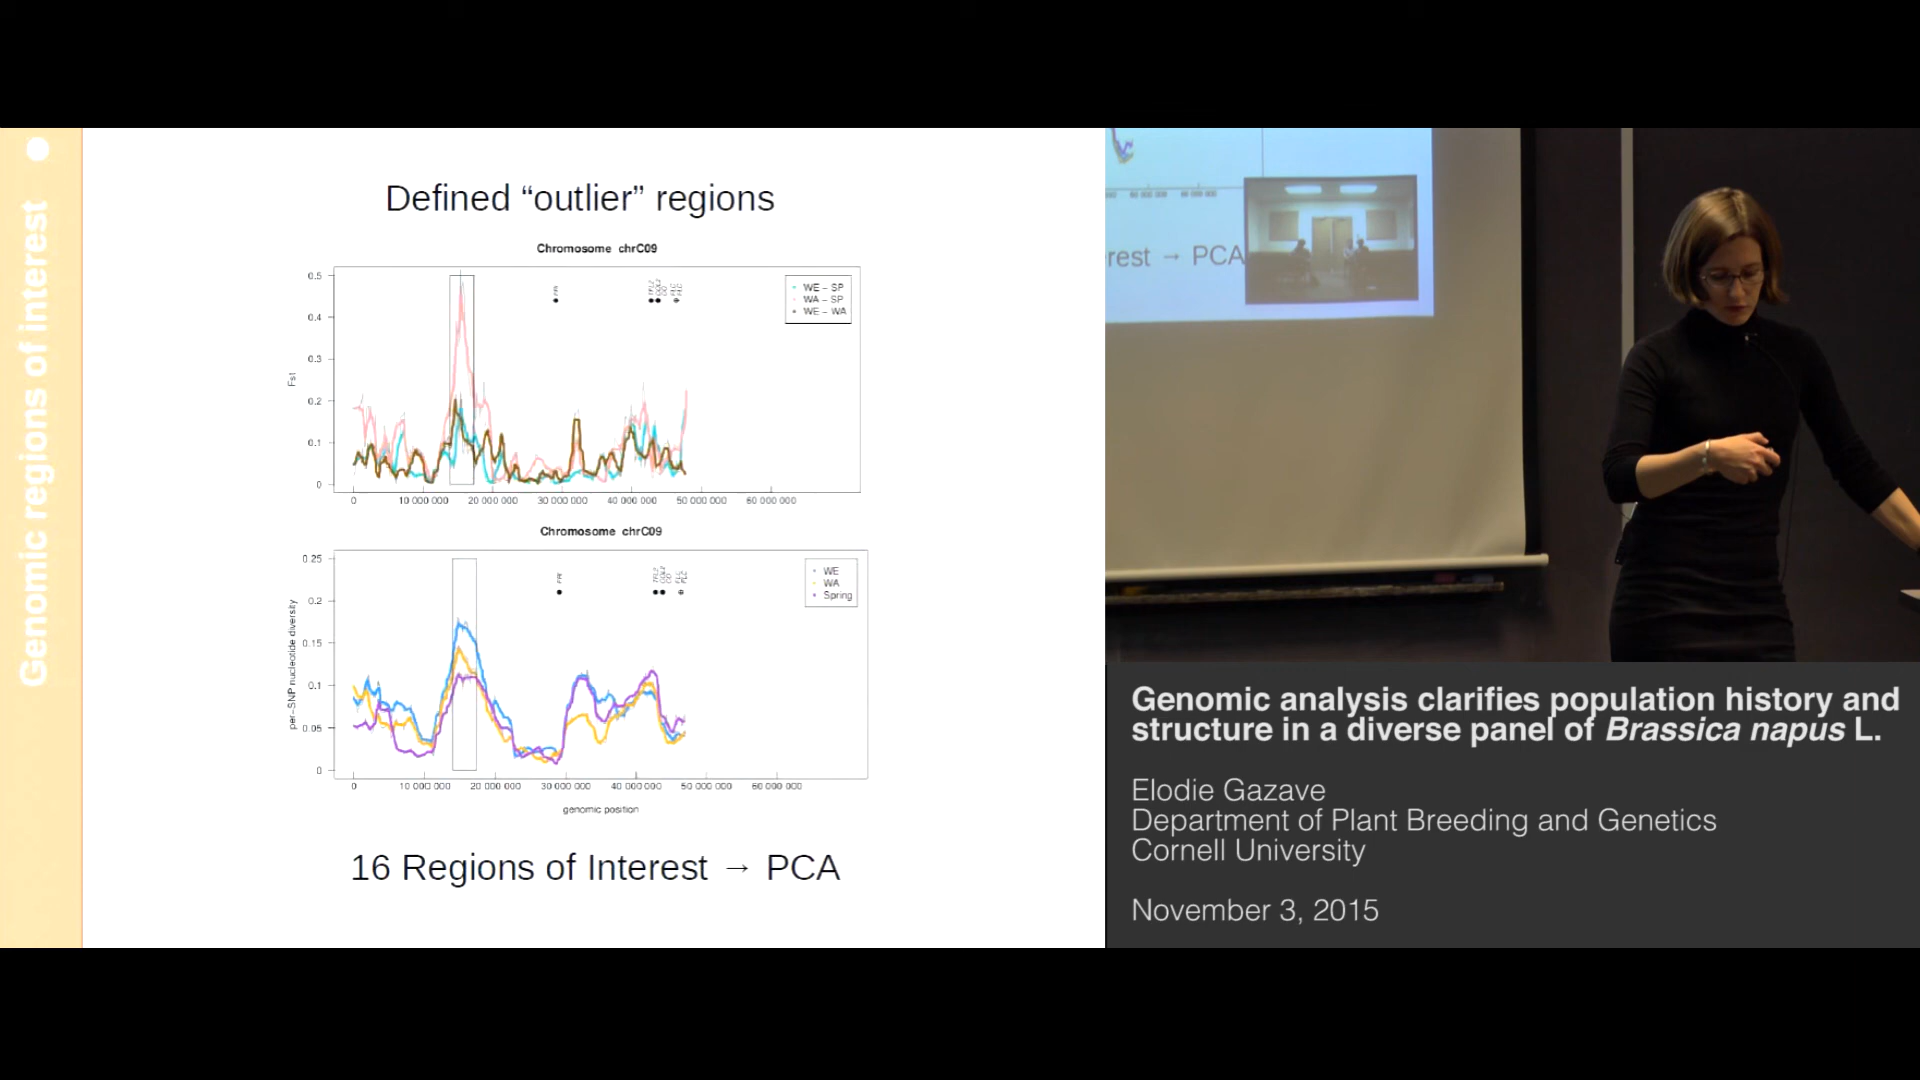 Genomic regions of interest
Defined “outlier” regions
Chromosome chrC09
0.5
0.4
0.3
0.2
0.1
0
Fst
WE – SP
WA – SP
WE – WA
0
10 000 000
20 000 000
30 000 000
40 000 000
50 000 000
60 000 000
Chromosome chrC09
0.25
0.2
0.15
0.1
0.05
0
per–SNP nucleotide diversity
WE
WA
Spring
0
10 000 000
20 000 000
30 000 000
40 000 000
50 000 000
60 000 000
genomic position
16 Regions of Interest → PCA
rest → PCA
Genomic analysis clarifies population history and
structure in a diverse panel of Brassica napus L.
Elodie Gazave
Department of Plant Breeding and Genetics
Cornell University
November 3, 2015